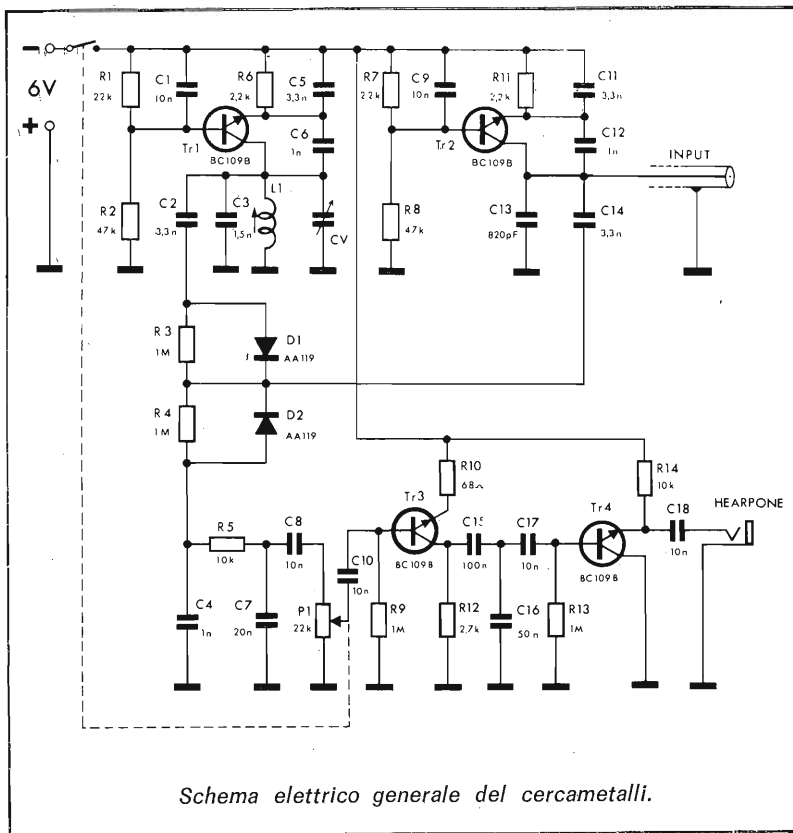 −
6V
+
R1
22k
C1
10n
R6
2,2k
C5
3,3n
C6
1n
Tr1
BC109B
R2
47k
C2
3,3n
C3
1,5n
L1
CV
R7
22k
C9
10n
R11
2,2k
C11
3,3n
C12
1n
Tr2
BC109B
R8
47k
C13
820pF
C14
3,3n
INPUT
R3
1M
D1
AA119
R4
1M
D2
AA119
R5
10k
C8
10n
C4
1n
C7
20n
P1
22k
C10
10n
R9
1M
Tr3
BC109B
R10
68Ω
C15
100n
C17
10n
R12
2,7k
C16
50n
R13
1M
Tr4
BC109B
R14
10k
C18
10n
HEARPONE
Schema elettrico generale del cercametalli.